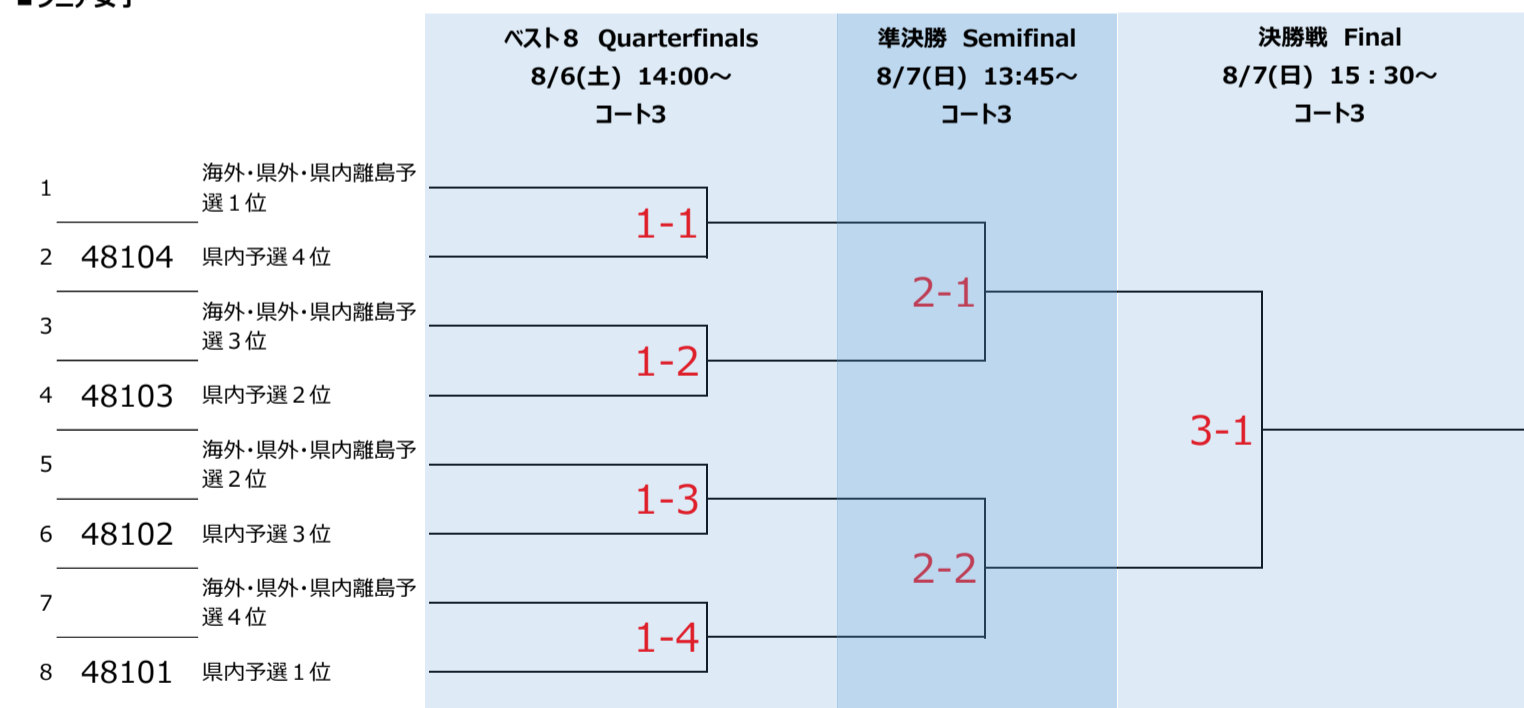 ベスト8 Quarterfinals
8/6(土) 14:00～
コート3
準決勝 Semifinal
8/7(日) 13:45～
コート3
決勝戦 Final
8/7(日) 15：30～
コート3
1 海外・県外・県内離島予
選１位
1-1
2 48104 県内予選４位
2-1
3 海外・県外・県内離島予
選３位
1-2
4 48103 県内予選２位
3-1
5 海外・県外・県内離島予
選２位
1-3
6 48102 県内予選３位
2-2
7 海外・県外・県内離島予
選４位
1-4
8 48101 県内予選１位